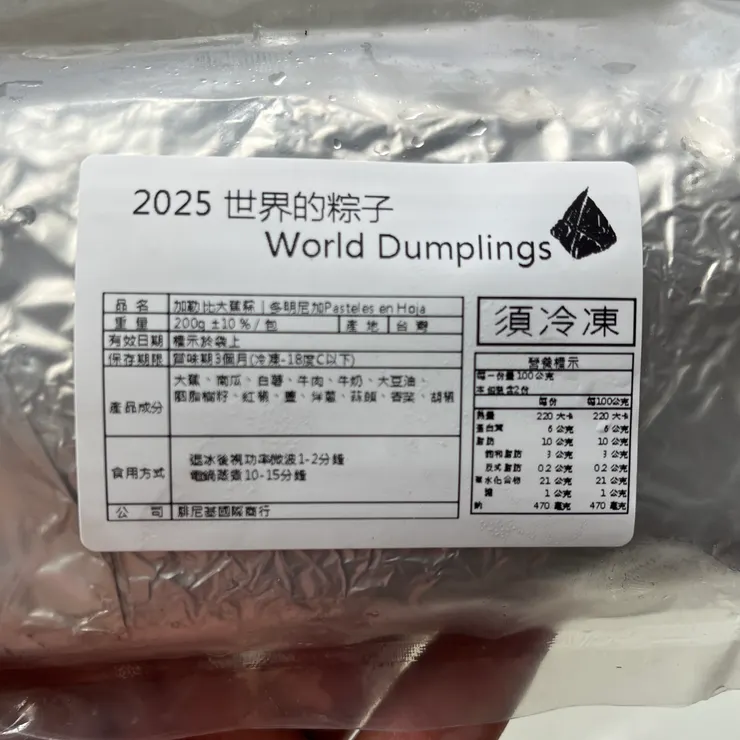 2025 世界的粽子
World Dumplings
品名 加勒比大蕉粽 | 多明尼加Pasteles en Hoja
重量 200g ±10%/包 產地 台灣
有效日期 標示於袋上
保存期限 賞味期3個月(冷凍-18度C以下)
產品成分 大蕉、南瓜、白薯、牛肉、牛奶、大豆油、
胭脂樹籽、紅椒、鹽、洋蔥、蒜頭、香菜、胡椒
食用方式 退冰後視功率微波1-2分鐘
電鍋蒸煮10-15分鐘
公司 腓尼基國際商行
須冷凍
營養標示
每一份量100公克
本包裝含2份
每份 每100公克
熱量 220 大卡 220 大卡
蛋白質 6 公克 6 公克
脂肪 10 公克 10 公克
飽和脂肪 3 公克 3 公克
反式脂肪 0.2 公克 0.2 公克
碳水化合物 21 公克 21 公克
糖 1 公克 1 公克
鈉 470 毫克 470 毫克